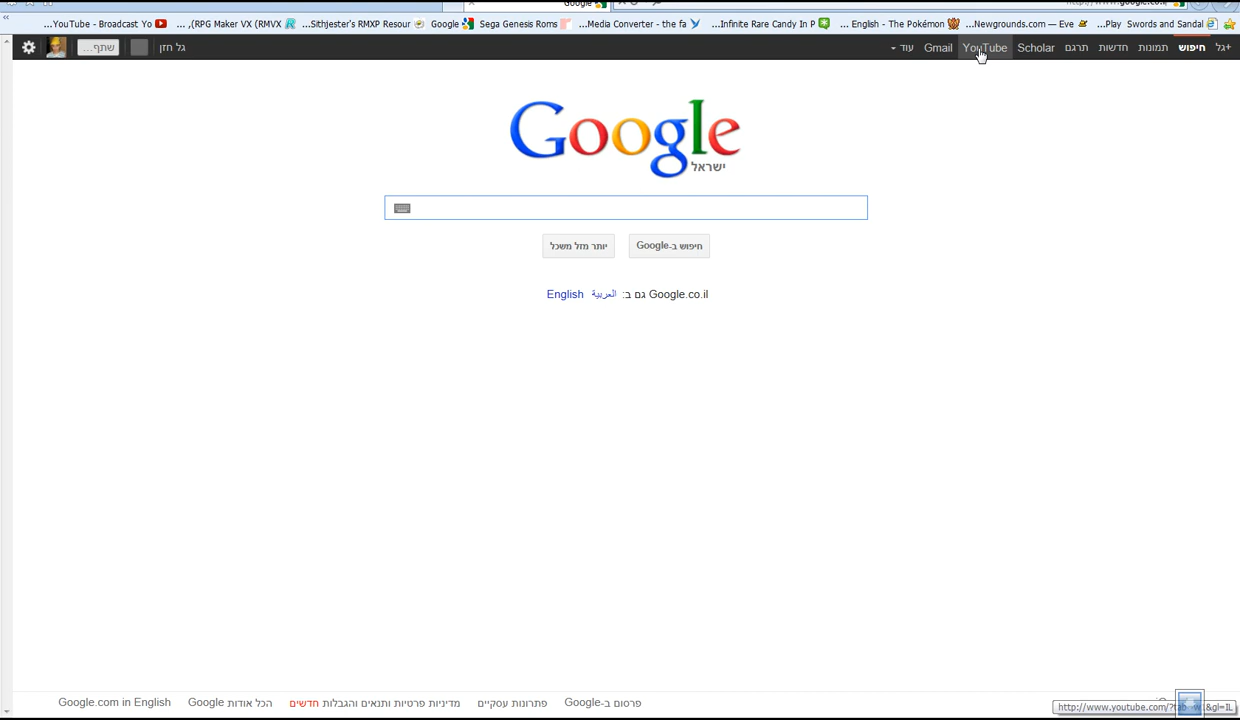 Google
Play Swords and Sandal...
Newgrounds.com — Eve...
English - The Pokémon ...
Infinite Rare Candy In P...
Media Converter - the fa...
Sega Genesis Roms
Google
Sithjester's RMXP Resour...
RPG Maker VX (RMVX), ...
YouTube - Broadcast Yo...
+גל חיפוש תמונות חדשות תרגם Scholar YouTube Gmail עוד
גל חזן שתף...
Google
ישראל
חיפוש ב-Google יותר מזל משכל
Google.co.il גם ב: العربية English
פרסום ב-Google פתרונות עסקיים מדיניות פרטיות ותנאים והגבלות חדשים הכל אודות Google Google.com in English